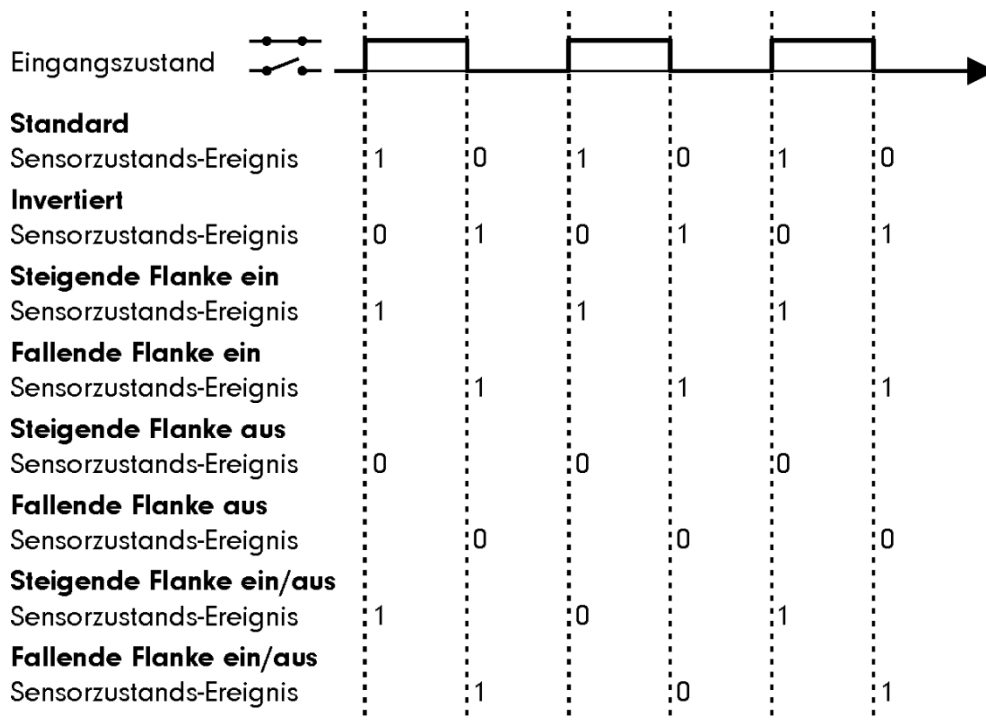 Eingangszustand
Standard
Sensorzustands-Ereignis 1 0 1 0 1 0
Invertiert
Sensorzustands-Ereignis 0 1 0 1 0 1
Steigende Flanke ein
Sensorzustands-Ereignis 1 1 1
Fallende Flanke ein
Sensorzustands-Ereignis 1 1 1
Steigende Flanke aus
Sensorzustands-Ereignis 0 0 0
Fallende Flanke aus
Sensorzustands-Ereignis 0 0 0
Steigende Flanke ein/aus
Sensorzustands-Ereignis 1 0 1
Fallende Flanke ein/aus
Sensorzustands-Ereignis 1 0 1